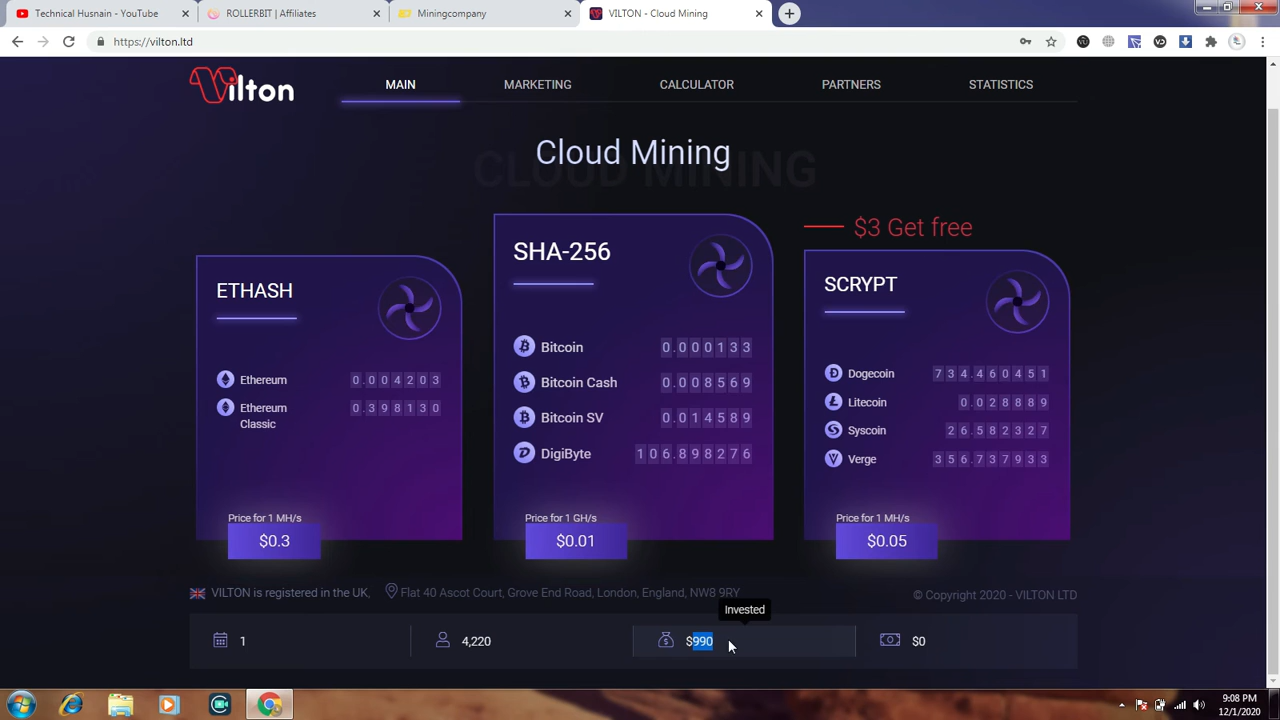 Technical Husnain - YouTube
ROLLERBIT | Affiliates
Miningcompany
VILTON - Cloud Mining
https://vilton.ltd
Vilton
MAIN
MARKETING
CALCULATOR
PARTNERS
STATISTICS
CLOUD MINING
Cloud Mining
$3 Get free
ETHASH
Ethereum 0.004203
Ethereum Classic 0.398130
Price for 1 MH/s
$0.3
SHA-256
Bitcoin 0.000133
Bitcoin Cash 0.008569
Bitcoin SV 0.014589
DigiByte 106.898276
Price for 1 GH/s
$0.01
SCRYPT
Dogecoin 734.460451
Litecoin 0.028889
Syscoin 26.582327
Verge 356.737933
Price for 1 MH/s
$0.05
VILTON is registered in the UK, Flat 40 Ascot Court, Grove End Road, London, England, NW8 9RY
© Copyright 2020 - VILTON LTD
Invested
1
4,220
$990
$0
9:08 PM
12/1/2020